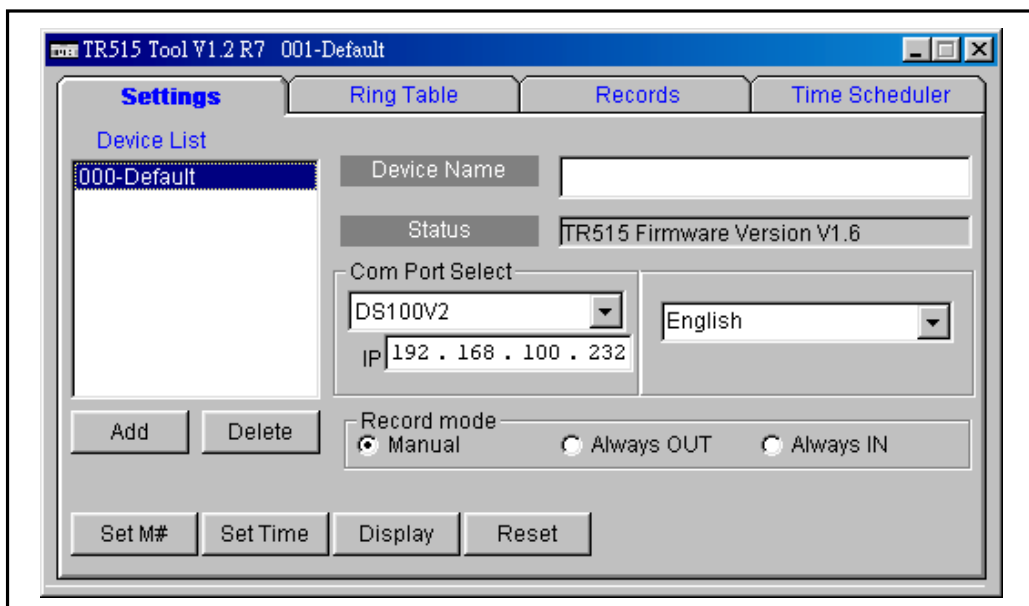 TR515 Tool V1.2 R7 001-Default
Settings
Ring Table
Records
Time Scheduler
Device List
000-Default
Device Name
Status
TR515 Firmware Version V1.6
Com Port Select
DS100V2
English
IP 192 . 168 . 100 . 232
Add
Delete
Record mode
Manual
Always OUT
Always IN
Set M#
Set Time
Display
Reset